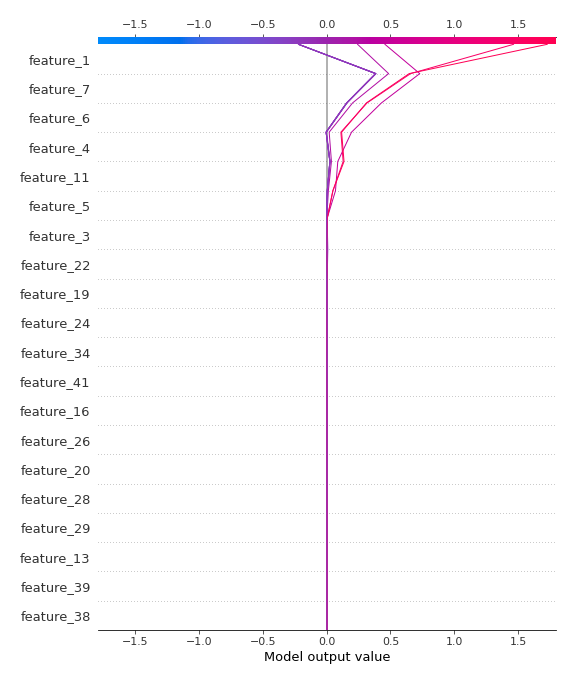 −1.5 −1.0 −0.5 0.0 0.5 1.0 1.5
feature_1
feature_7
feature_6
feature_4
feature_11
feature_5
feature_3
feature_22
feature_19
feature_24
feature_34
feature_41
feature_16
feature_26
feature_20
feature_28
feature_29
feature_13
feature_39
feature_38
−1.5 −1.0 −0.5 0.0 0.5 1.0 1.5
Model output value